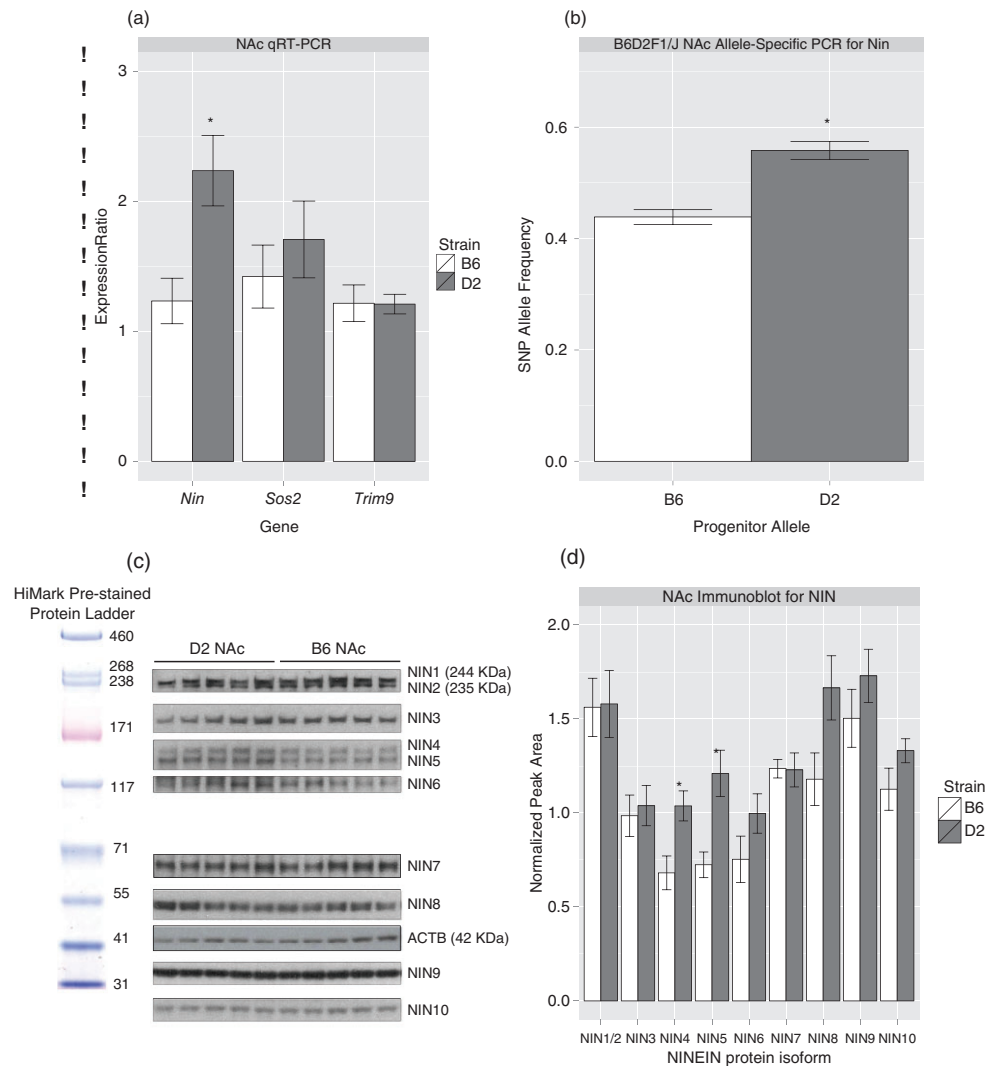 (a)
NAc qRT-PCR
!
!
!
!
!
!
!
!
!
!
!
!
!
!
3
2
1
0
ExpressionRatio
*
Nin Sos2 Trim9
Gene
Strain
B6
D2
(b)
B6D2F1/J NAc Allele-Specific PCR for Nin
0.6
0.4
0.2
0.0
SNP Allele Frequency
*
B6 D2
Progenitor Allele
(c)
HiMark Pre-stained
Protein Ladder
460
268
238
171
117
71
55
41
31
D2 NAc B6 NAc
NIN1 (244 KDa)
NIN2 (235 KDa)
NIN3
NIN4
NIN5
NIN6
NIN7
NIN8
ACTB (42 KDa)
NIN9
NIN10
(d)
NAc Immunoblot for NIN
2.0
1.5
1.0
0.5
0.0
Normalized Peak Area
*
*
NIN1/2 NIN3 NIN4 NIN5 NIN6 NIN7 NIN8 NIN9 NIN10
NINEIN protein isoform
Strain
B6
D2